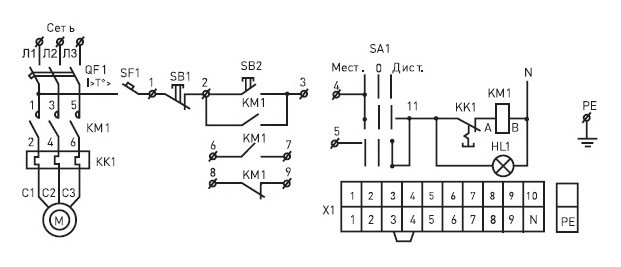 Сеть
Л1 Л2 Л3
QF1
I>T°>
SF1
1
SB1
2
SB2
3
KM1
1 3 5
KM1
2 4 6
KK1
C1 C2 C3
M
6 KM1 7
8 KM1 9
SA1
Мест. 0 Дист.
4
5
11
KK1
KM1
A B
HL1
N
PE
X1
1 2 3 4 5 6 7 8 9 10
1 2 3 4 5 6 7 8 9 N PE